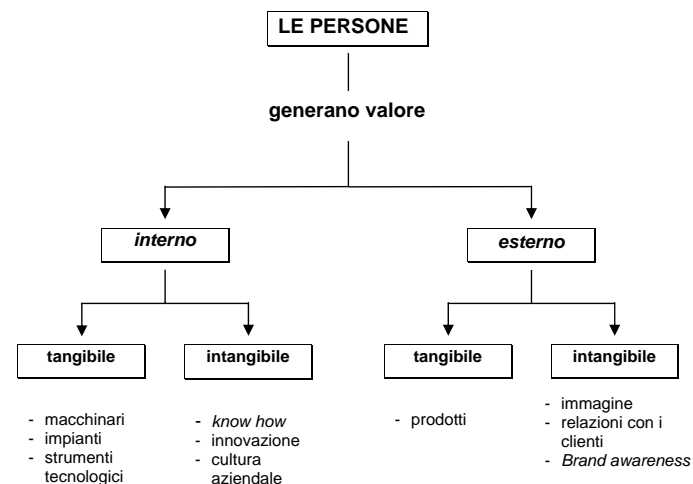 LE PERSONE
generano valore
interno
esterno
tangibile
intangibile
tangibile
intangibile
- macchinari
- impianti
- strumenti
tecnologici
- know how
- innovazione
- cultura
aziendale
- prodotti
- immagine
- relazioni con i
clienti
- Brand awareness